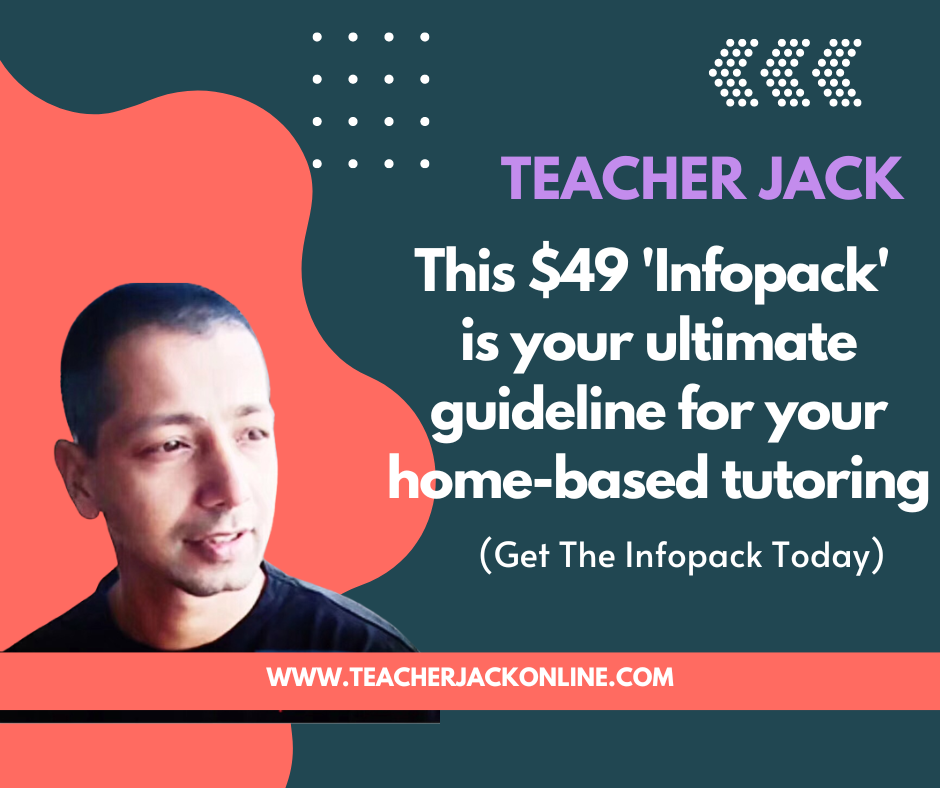 TEACHER JACK
This $49 'Infopack'
is your ultimate
guideline for your
home-based tutoring
(Get The Infopack Today)
WWW.TEACHERJACKONLINE.COM